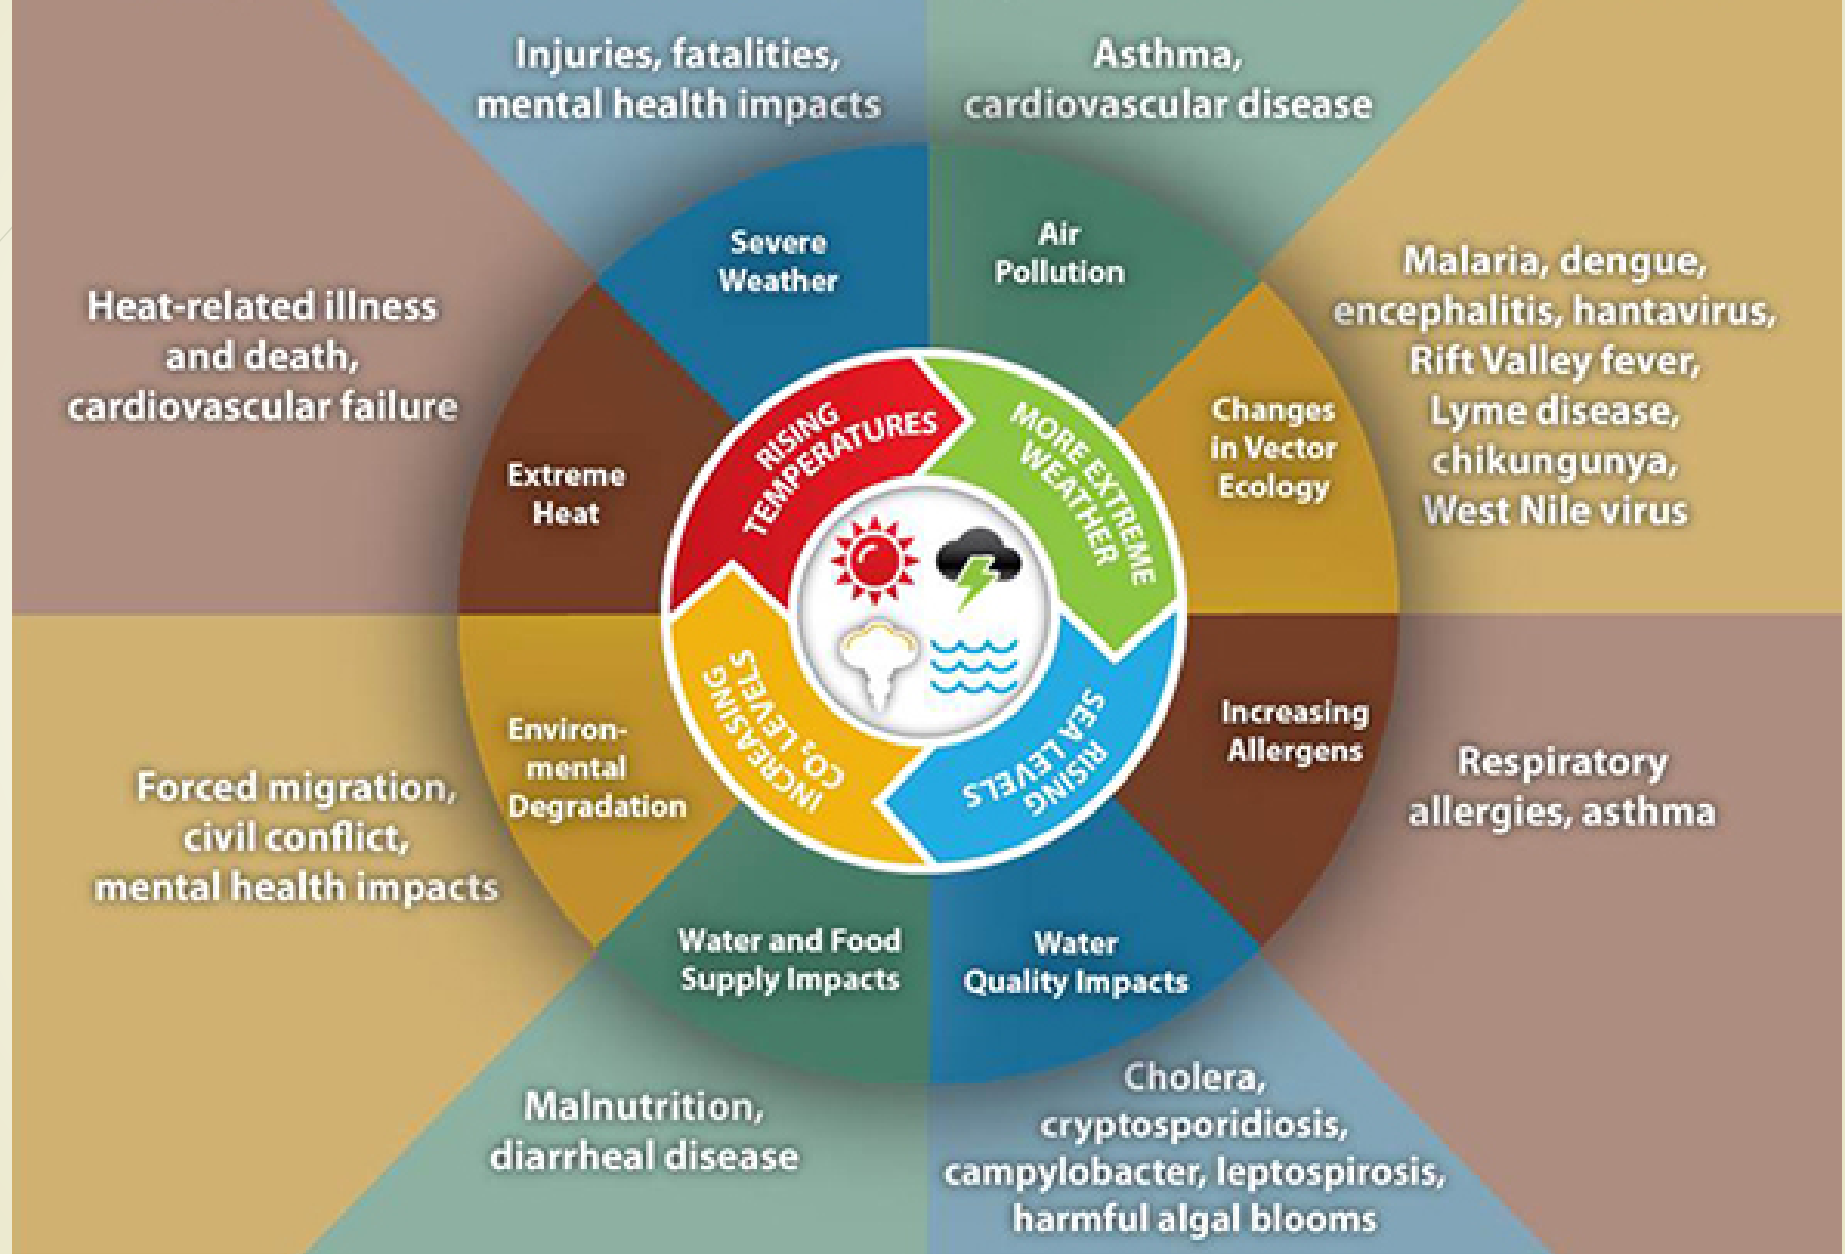 Injuries, fatalities,
mental health impacts
Asthma,
cardiovascular disease
Severe
Weather
Air
Pollution
Heat-related illness
and death,
cardiovascular failure
Extreme
Heat
Changes
in Vector
Ecology
Malaria, dengue,
encephalitis, hantavirus,
Rift Valley fever,
Lyme disease,
chikungunya,
West Nile virus
RISING
TEMPERATURES
MORE EXTREME
WEATHER
INCREASING
CO₂ LEVELS
RISING
SEA LEVELS
Forced migration,
civil conflict,
mental health impacts
Environ-
mental
Degradation
Increasing
Allergens
Respiratory
allergies, asthma
Water and Food
Supply Impacts
Water
Quality Impacts
Malnutrition,
diarrheal disease
Cholera,
cryptosporidiosis,
campylobacter, leptospirosis,
harmful algal blooms